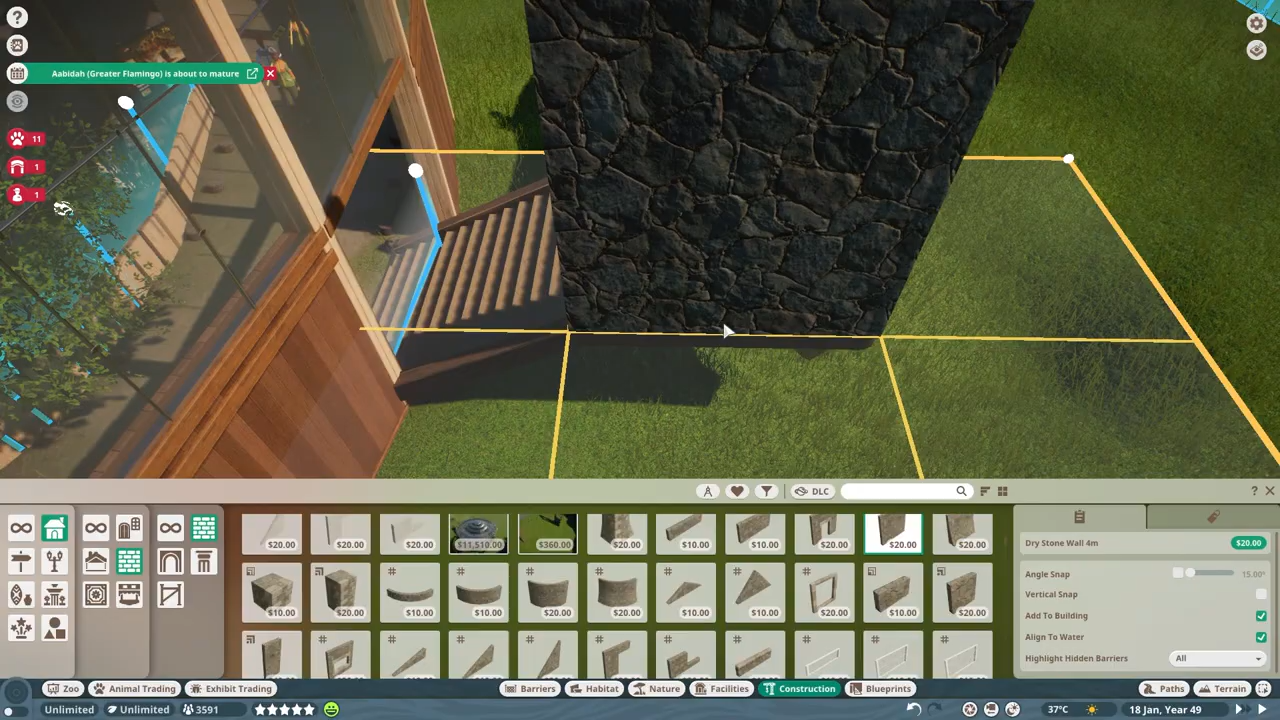 ?
Aabidah (Greater Flamingo) is about to mature
11
1
1
DLC
?
$20.00
$20.00
$20.00
$11,510.00
$360.00
$20.00
$10.00
$10.00
$20.00
$20.00
$20.00
$10.00
$20.00
$10.00
$10.00
$20.00
$20.00
$10.00
$10.00
$20.00
$10.00
$20.00
Dry Stone Wall 4m
$20.00
Angle Snap
15.00°
Vertical Snap
Add To Building
Align To Water
Highlight Hidden Barriers
All
Zoo
Animal Trading
Exhibit Trading
Barriers
Habitat
Nature
Facilities
Construction
Blueprints
Paths
Terrain
Unlimited
Unlimited
3591
37°C
18 Jan, Year 49